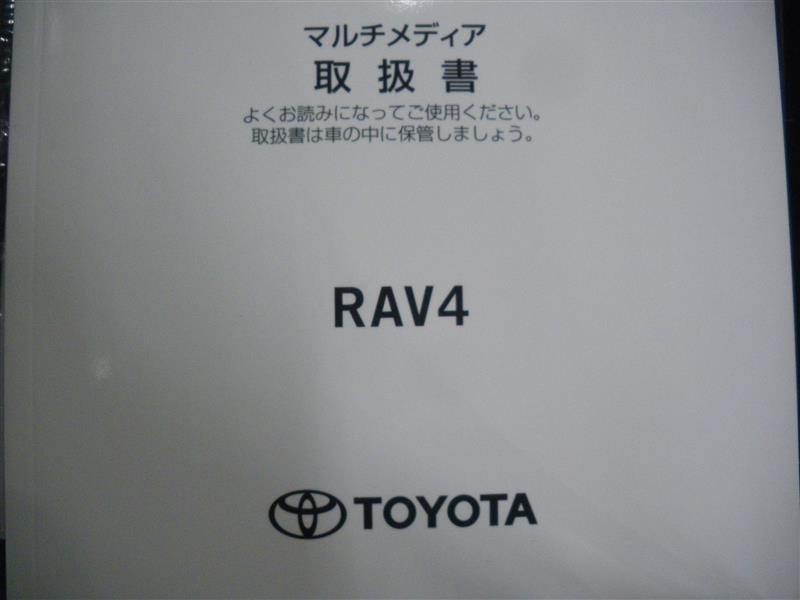 マルチメディア
取扱書
よくお読みになってご使用ください。
取扱書は車の中に保管しましょう。
RAV4
TOYOTA